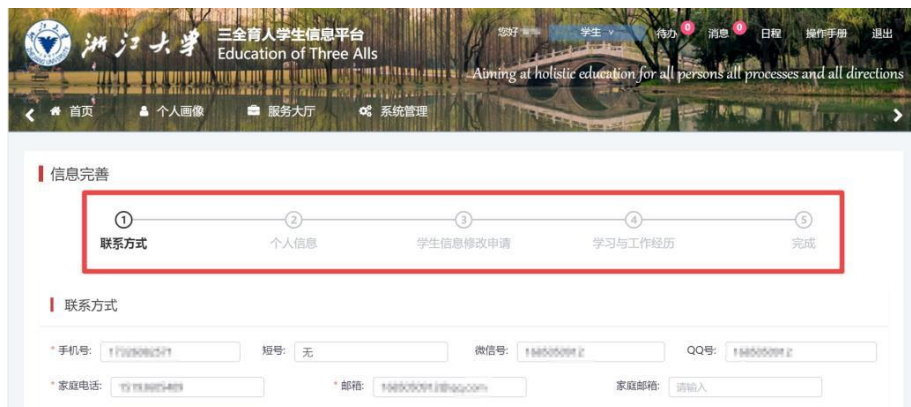 浙江大学 三全育人学生信息平台 您好 学生 待办 0 消息 0 日程 操作手册 退出
Education of Three Alls
Aiming at holistic education for all persons all processes and all directions
首页 个人画像 服务大厅 系统管理
信息完善
1 2 3 4 5
联系方式 个人信息 学生信息修改申请 学习与工作经历 完成
联系方式
* 手机号: 短号: 无 微信号: QQ号:
* 家庭电话: * 邮箱: 家庭邮箱: 请输入